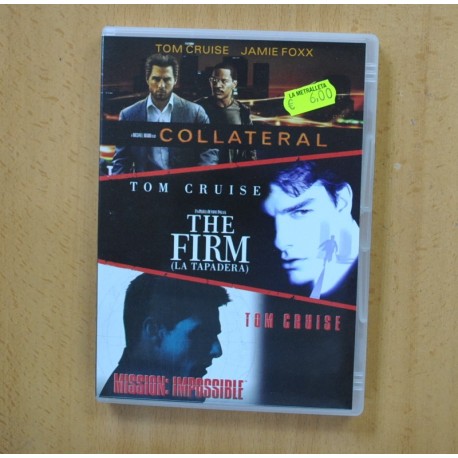 TOM CRUISE JAMIE FOXX
LA METRALLETA
€ 6,00
COLLATERAL
TOM CRUISE
THE
FIRM
(LA TAPADERA)
TOM CRUISE
MISSION: IMPOSSIBLE